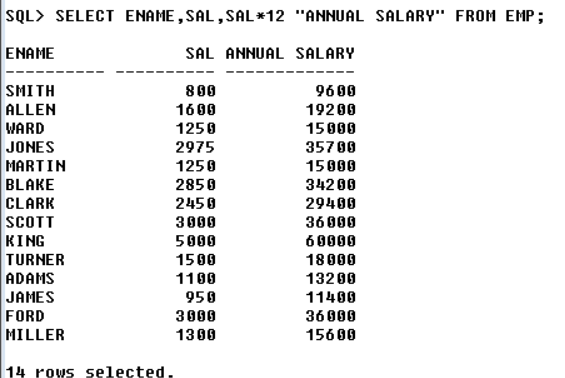 SQL> SELECT ENAME,SAL,SAL*12 "ANNUAL SALARY" FROM EMP;
ENAME             SAL ANNUAL SALARY
---------- ---------- -------------
SMITH             800          9600
ALLEN            1600         19200
WARD             1250         15000
JONES            2975         35700
MARTIN           1250         15000
BLAKE            2850         34200
CLARK            2450         29400
SCOTT            3000         36000
KING             5000         60000
TURNER           1500         18000
ADAMS            1100         13200
JAMES             950         11400
FORD             3000         36000
MILLER           1300         15600
14 rows selected.